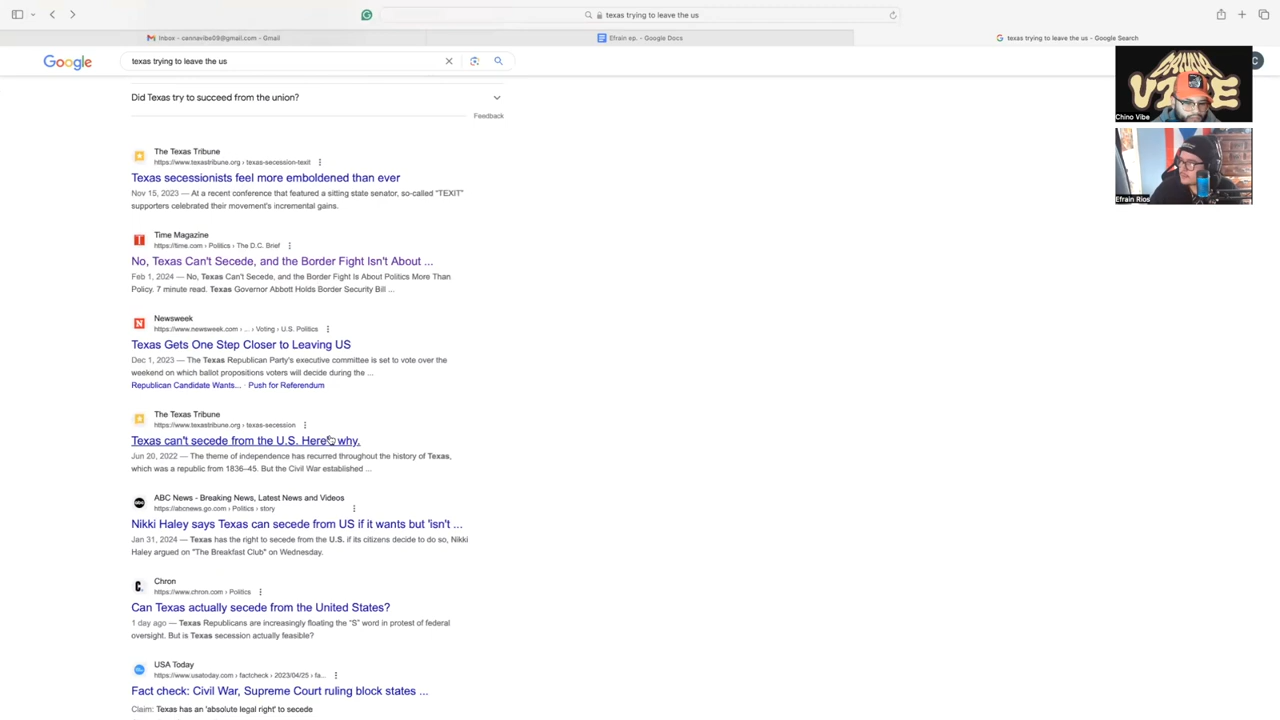 texas trying to leave the us
Inbox - cannavibe09@gmail.com - Gmail
Efrain ep. - Google Docs
texas trying to leave the us - Google Search
Google
texas trying to leave the us
C
Did Texas try to succeed from the union?
Feedback
The Texas Tribune
https://www.texastribune.org › texas-secession-texit
Texas secessionists feel more emboldened than ever
Nov 15, 2023 — At a recent conference that featured a sitting state senator, so-called “TEXIT”
supporters celebrated their movement's incremental gains.
Time Magazine
https://time.com › Politics › The D.C. Brief
No, Texas Can't Secede, and the Border Fight Isn't About ...
Feb 1, 2024 — No, Texas Can't Secede, and the Border Fight Is About Politics More Than
Policy. 7 minute read. Texas Governor Abbott Holds Border Security Bill ...
Newsweek
https://www.newsweek.com › ... › Voting › U.S. Politics
Texas Gets One Step Closer to Leaving US
Dec 1, 2023 — The Texas Republican Party's executive committee is set to vote over the
weekend on which ballot propositions voters will decide during the ...
Republican Candidate Wants... · Push for Referendum
The Texas Tribune
https://www.texastribune.org › texas-secession
Texas can't secede from the U.S. Here's why.
Jun 20, 2022 — The theme of independence has recurred throughout the history of Texas,
which was a republic from 1836–45. But the Civil War established ...
ABC News - Breaking News, Latest News and Videos
https://abcnews.go.com › Politics › story
Nikki Haley says Texas can secede from US if it wants but 'isn't ...
Jan 31, 2024 — Texas has the right to secede from the U.S. if its citizens decide to do so, Nikki
Haley argued on "The Breakfast Club" on Wednesday.
Chron
https://www.chron.com › Politics
Can Texas actually secede from the United States?
1 day ago — Texas Republicans are increasingly floating the “S” word in protest of federal
oversight. But is Texas secession actually feasible?
USA Today
https://www.usatoday.com › factcheck › 2023/04/25 › fa...
Fact check: Civil War, Supreme Court ruling block states ...
Claim: Texas has an 'absolute legal right' to secede
CANNA
VIBE
Chino Vibe
Efrain Rios